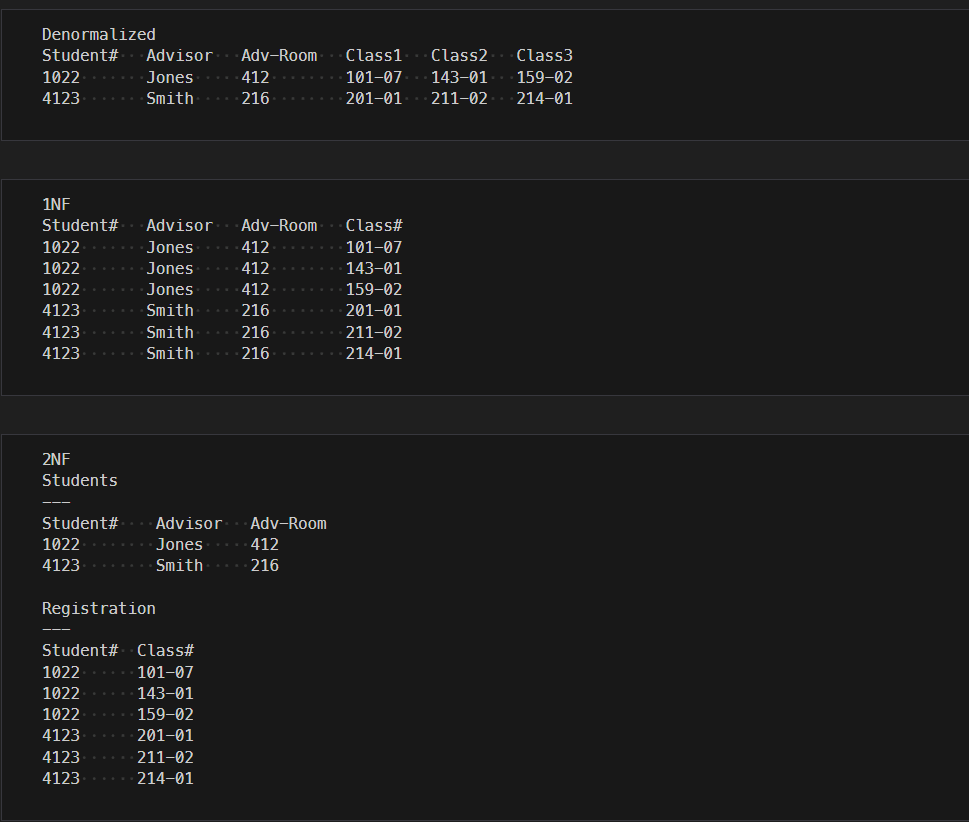 Denormalized
Student#   Advisor   Adv-Room   Class1   Class2   Class3
1022       Jones     412        101-07   143-01   159-02
4123       Smith     216        201-01   211-02   214-01
1NF
Student#   Advisor   Adv-Room   Class#
1022       Jones     412        101-07
1022       Jones     412        143-01
1022       Jones     412        159-02
4123       Smith     216        201-01
4123       Smith     216        211-02
4123       Smith     216        214-01
2NF
Students
---
Student#    Advisor   Adv-Room
1022        Jones     412
4123        Smith     216
Registration
---
Student#  Class#
1022      101-07
1022      143-01
1022      159-02
4123      201-01
4123      211-02
4123      214-01